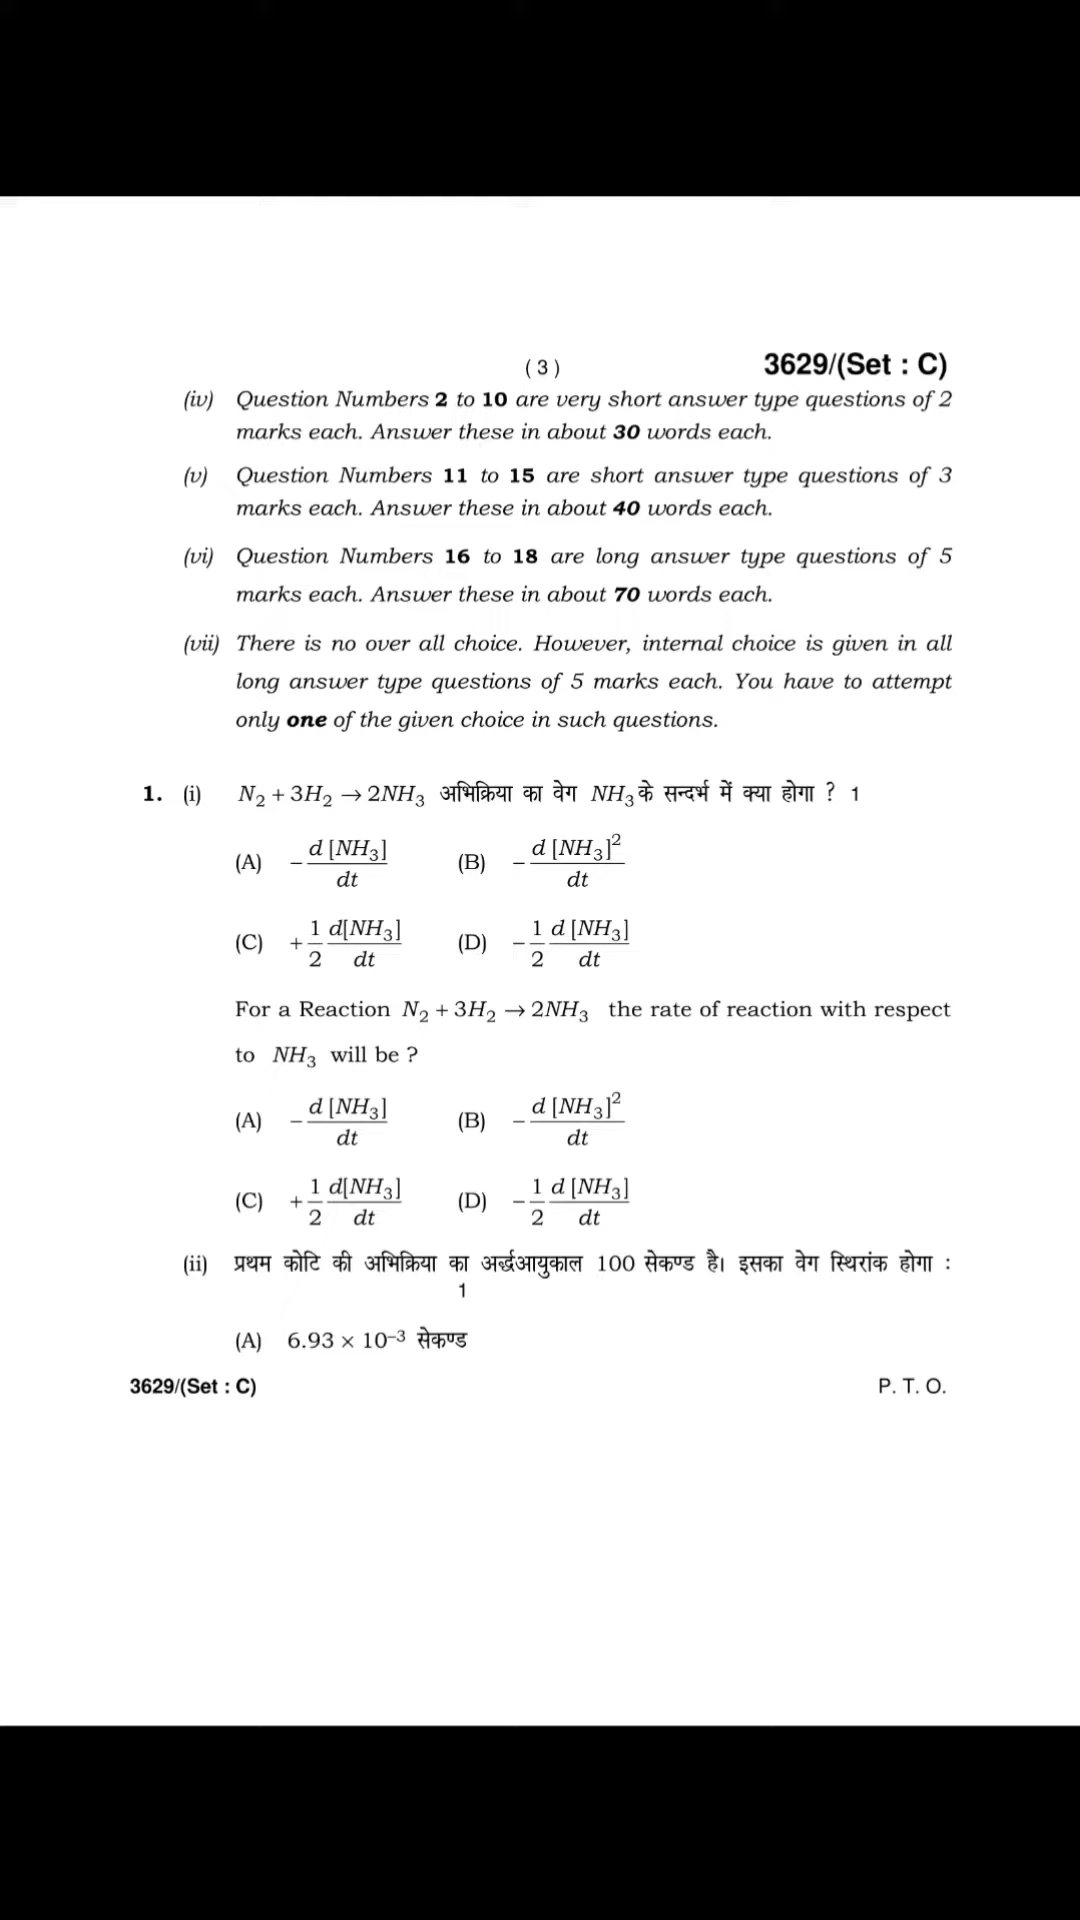 ( 3 )
3629/(Set : C)
(iv) Question Numbers 2 to 10 are very short answer type questions of 2
marks each. Answer these in about 30 words each.
(v) Question Numbers 11 to 15 are short answer type questions of 3
marks each. Answer these in about 40 words each.
(vi) Question Numbers 16 to 18 are long answer type questions of 5
marks each. Answer these in about 70 words each.
(vii) There is no over all choice. However, internal choice is given in all
long answer type questions of 5 marks each. You have to attempt
only one of the given choice in such questions.
1. (i) N₂ + 3H₂ → 2NH₃ अभिक्रिया का वेग NH₃ के सन्दर्भ में क्या होगा ? 1
(A) −d [NH₃]/dt (B) −d [NH₃]²/dt
(C) +1/2 d[NH₃]/dt (D) −1/2 d [NH₃]/dt
For a Reaction N₂ + 3H₂ → 2NH₃ the rate of reaction with respect
to NH₃ will be ?
(A) −d [NH₃]/dt (B) −d [NH₃]²/dt
(C) +1/2 d[NH₃]/dt (D) −1/2 d [NH₃]/dt
(ii) प्रथम कोटि की अभिक्रिया का अर्द्धआयुकाल 100 सेकण्ड है। इसका वेग स्थिरांक होगा :
1
(A) 6.93 × 10⁻³ सेकण्ड
3629/(Set : C)
P. T. O.